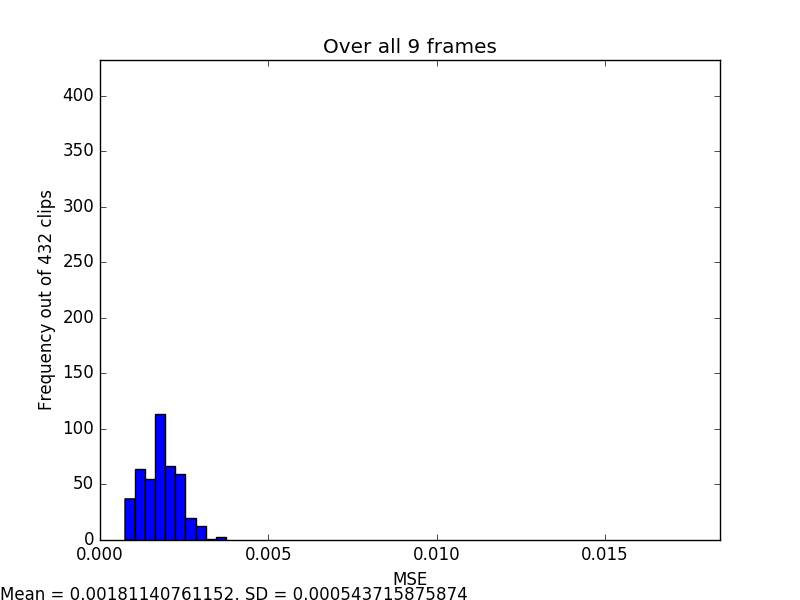 Over all 9 frames
400
350
300
250
200
150
100
50
0
Frequency out of 432 clips
0.000 0.005 0.010 0.015
MSE
Mean = 0.00181140761152, SD = 0.000543715875874